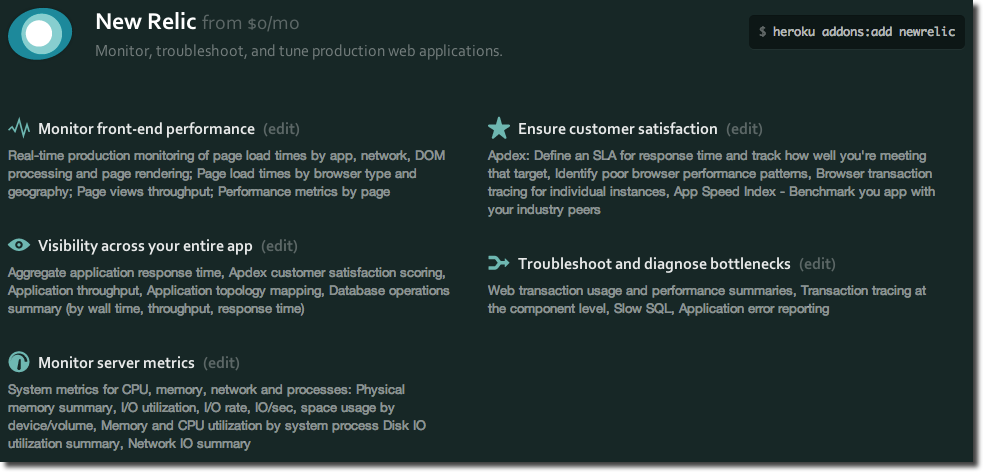 New Relic from $0/mo
Monitor, troubleshoot, and tune production web applications.
$ heroku addons:add newrelic
Monitor front-end performance (edit)
Real-time production monitoring of page load times by app, network, DOM
processing and page rendering; Page load times by browser type and
geography; Page views throughput; Performance metrics by page
Visibility across your entire app (edit)
Aggregate application response time, Apdex customer satisfaction scoring,
Application throughput, Application topology mapping, Database operations
summary (by wall time, throughput, response time)
Monitor server metrics (edit)
System metrics for CPU, memory, network and processes: Physical
memory summary, I/O utilization, I/O rate, IO/sec, space usage by
device/volume, Memory and CPU utilization by system process Disk IO
utilization summary, Network IO summary
Ensure customer satisfaction (edit)
Apdex: Define an SLA for response time and track how well you're meeting
that target, Identify poor browser performance patterns, Browser transaction
tracing for individual instances, App Speed Index - Benchmark you app with
your industry peers
Troubleshoot and diagnose bottlenecks (edit)
Web transaction usage and performance summaries, Transaction tracing at
the component level, Slow SQL, Application error reporting